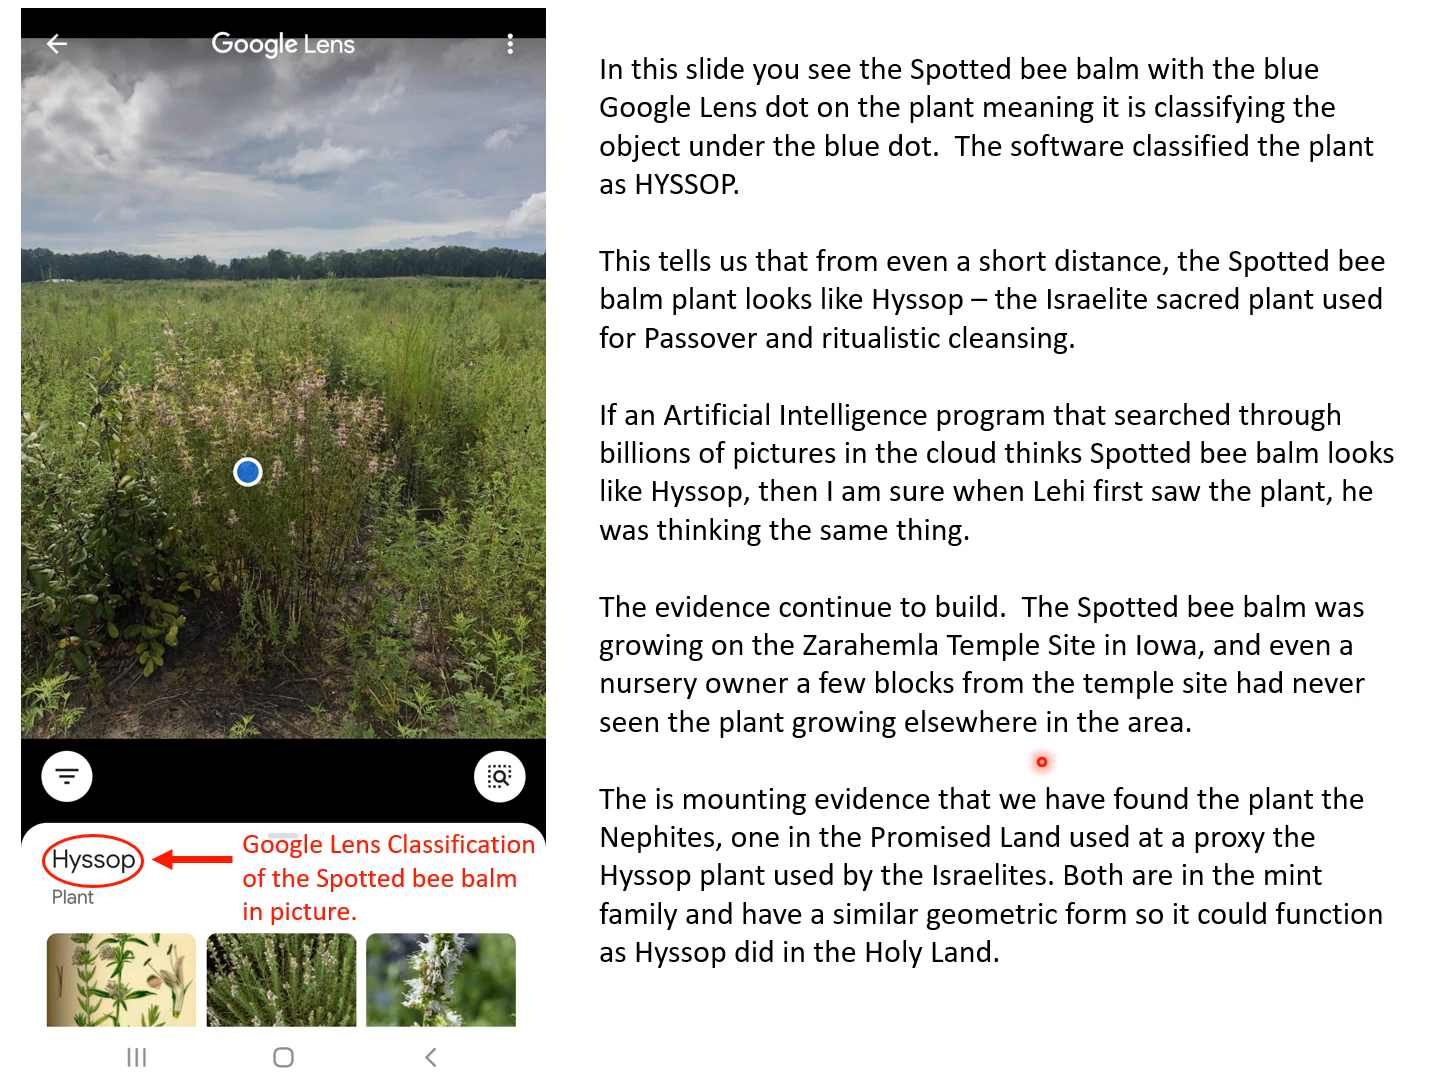 Google Lens
In this slide you see the Spotted bee balm with the blue
Google Lens dot on the plant meaning it is classifying the
object under the blue dot.  The software classified the plant
as HYSSOP.
This tells us that from even a short distance, the Spotted bee
balm plant looks like Hyssop – the Israelite sacred plant used
for Passover and ritualistic cleansing.
If an Artificial Intelligence program that searched through
billions of pictures in the cloud thinks Spotted bee balm looks
like Hyssop, then I am sure when Lehi first saw the plant, he
was thinking the same thing.
The evidence continue to build.  The Spotted bee balm was
growing on the Zarahemla Temple Site in Iowa, and even a
nursery owner a few blocks from the temple site had never
seen the plant growing elsewhere in the area.
The is mounting evidence that we have found the plant the
Nephites, one in the Promised Land used at a proxy the
Hyssop plant used by the Israelites. Both are in the mint
family and have a similar geometric form so it could function
as Hyssop did in the Holy Land.
Hyssop
Plant
Google Lens Classification
of the Spotted bee balm
in picture.